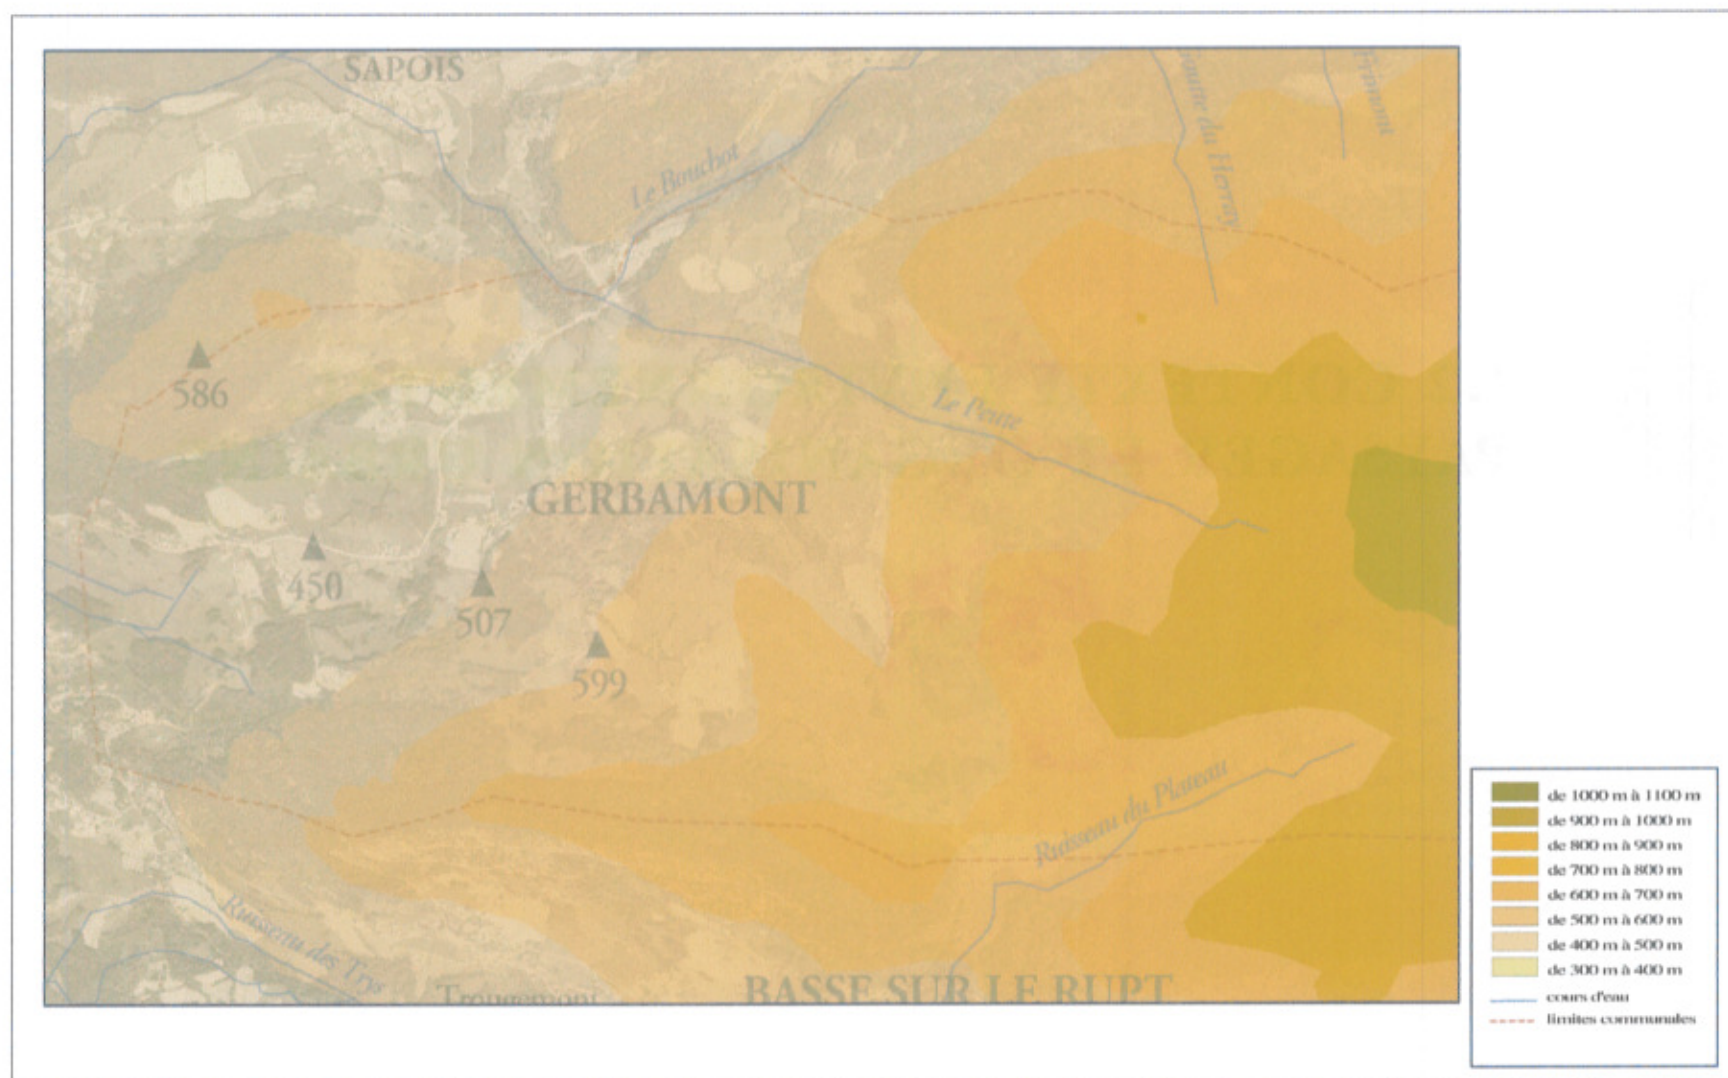 SAPOIS
Le Bouchot
586
Le Peute
GERBAMONT
450
507
599
Ruisseau du Plateau
Ruisseau des Trys
Trougemont
BASSE SUR LE RUPT
de 1000 m à 1100 m
de 900 m à 1000 m
de 800 m à 900 m
de 700 m à 800 m
de 600 m à 700 m
de 500 m à 600 m
de 400 m à 500 m
de 300 m à 400 m
cours d'eau
limites communales